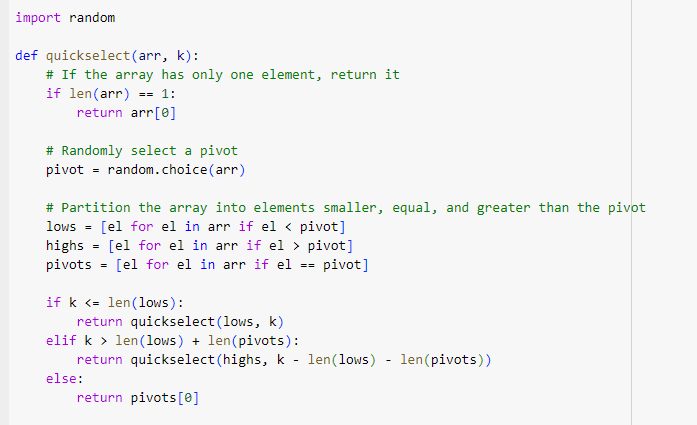 import random
def quickselect(arr, k):
# If the array has only one element, return it
if len(arr) == 1:
return arr[0]
# Randomly select a pivot
pivot = random.choice(arr)
# Partition the array into elements smaller, equal, and greater than the pivot
lows = [el for el in arr if el < pivot]
highs = [el for el in arr if el > pivot]
pivots = [el for el in arr if el == pivot]
if k <= len(lows):
return quickselect(lows, k)
elif k > len(lows) + len(pivots):
return quickselect(highs, k - len(lows) - len(pivots))
else:
return pivots[0]